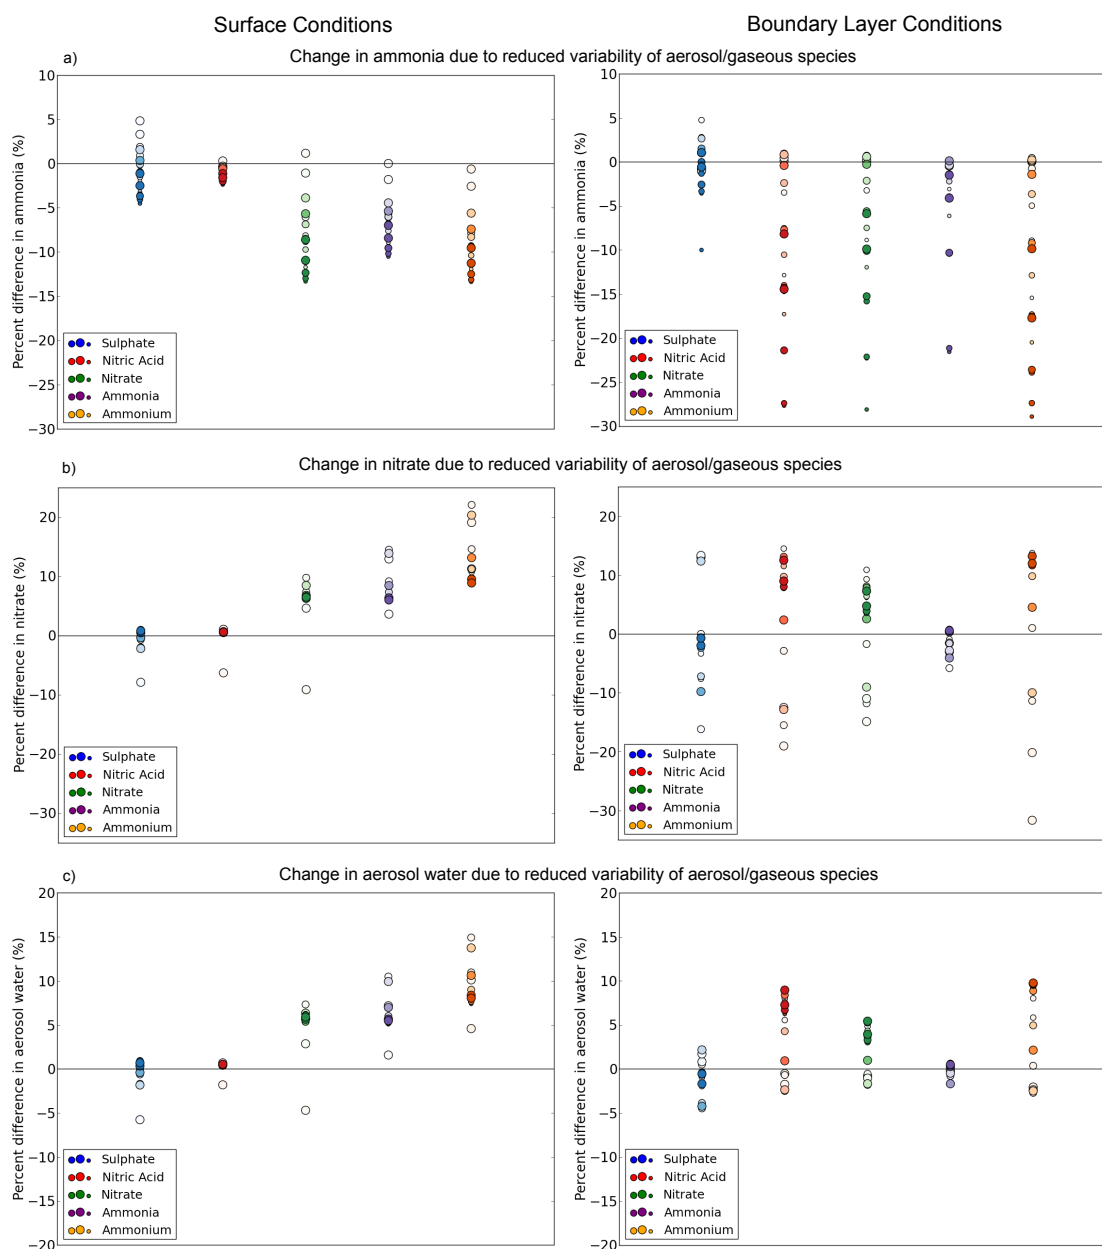 Surface Conditions
Boundary Layer Conditions
a)
Change in ammonia due to reduced variability of aerosol/gaseous species
Percent difference in ammonia (%)
10
5
0
−5
−10
−15
−20
−25
−30
Sulphate
Nitric Acid
Nitrate
Ammonia
Ammonium
Percent difference in ammonia (%)
10
5
0
−5
−10
−15
−20
−25
−30
Sulphate
Nitric Acid
Nitrate
Ammonia
Ammonium
b)
Change in nitrate due to reduced variability of aerosol/gaseous species
Percent difference in nitrate (%)
20
10
0
−10
−20
−30
Sulphate
Nitric Acid
Nitrate
Ammonia
Ammonium
Percent difference in nitrate (%)
20
10
0
−10
−20
−30
Sulphate
Nitric Acid
Nitrate
Ammonia
Ammonium
c)
Change in aerosol water due to reduced variability of aerosol/gaseous species
Percent difference in aerosol water (%)
20
15
10
5
0
−5
−10
−15
−20
Sulphate
Nitric Acid
Nitrate
Ammonia
Ammonium
Percent difference in aerosol water (%)
20
15
10
5
0
−5
−10
−15
−20
Sulphate
Nitric Acid
Nitrate
Ammonia
Ammonium